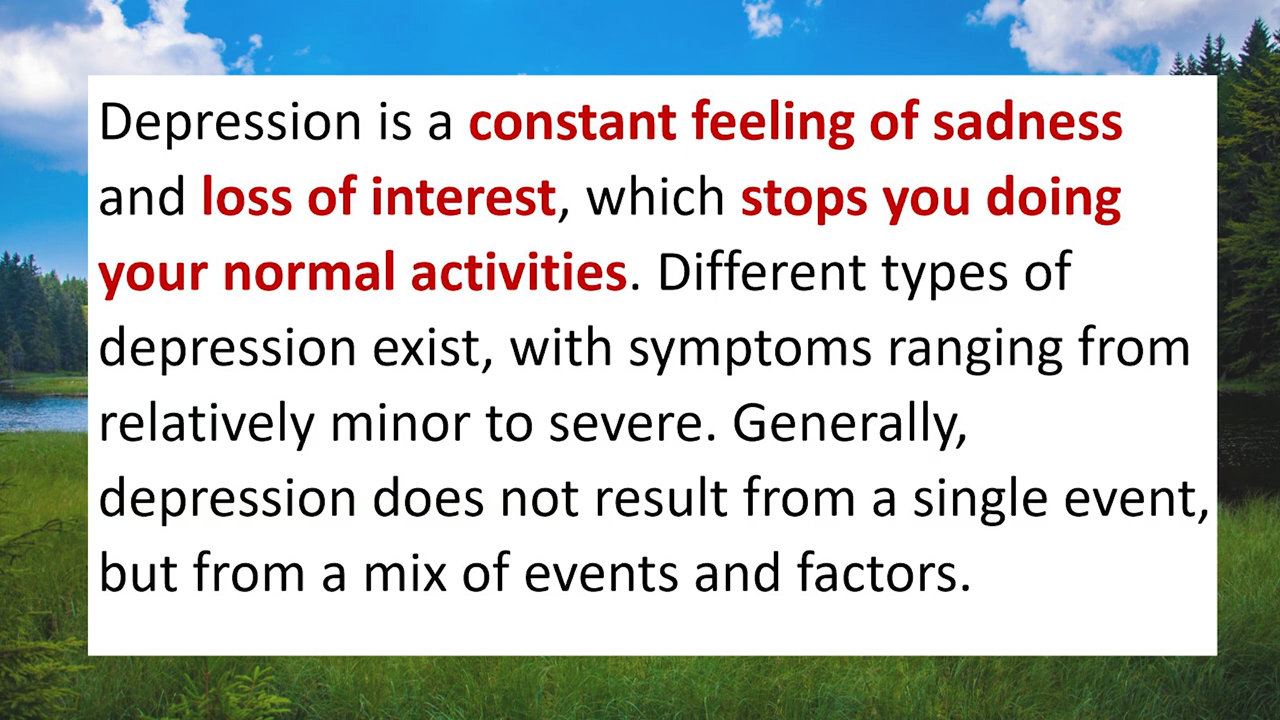 Depression is a constant feeling of sadness
and loss of interest, which stops you doing
your normal activities. Different types of
depression exist, with symptoms ranging from
relatively minor to severe. Generally,
depression does not result from a single event,
but from a mix of events and factors.